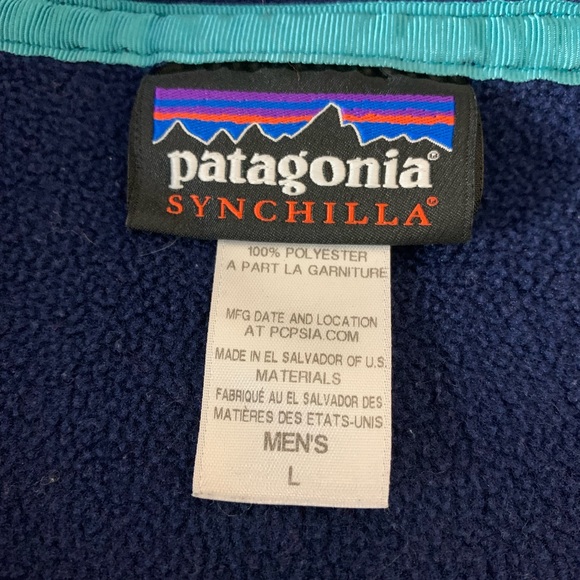 patagonia®
SYNCHILLA®
100% POLYESTER
A PART LA GARNITURE
MFG DATE AND LOCATION
AT PCPSIA.COM
MADE IN EL SALVADOR OF U.S.
MATERIALS
FABRIQUÉ AU EL SALVADOR DES
MATIÈRES DES ETATS-UNIS
MEN'S
L